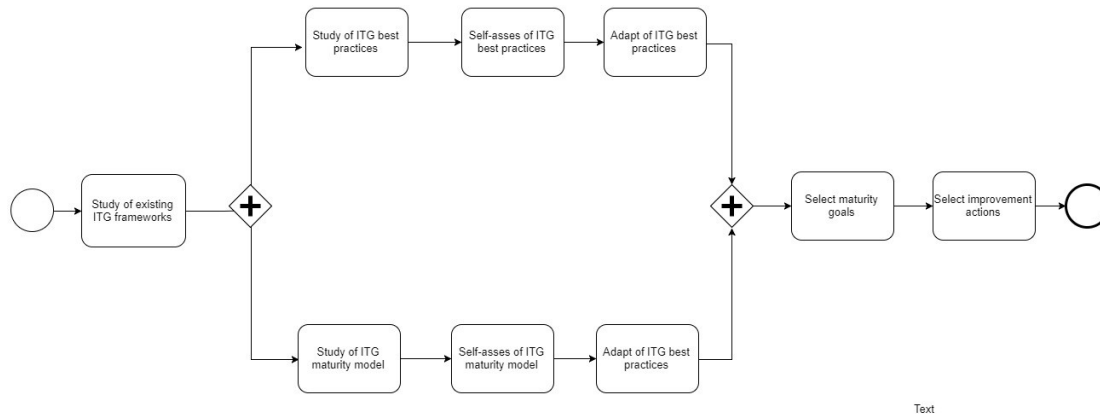 Study of ITG best
practices
Self-asses of ITG
best practices
Adapt of ITG best
practices
Study of existing
ITG frameworks
Select maturity
goals
Select improvement
actions
Study of ITG
maturity model
Self-asses of ITG
maturity model
Adapt of ITG best
practices
Text